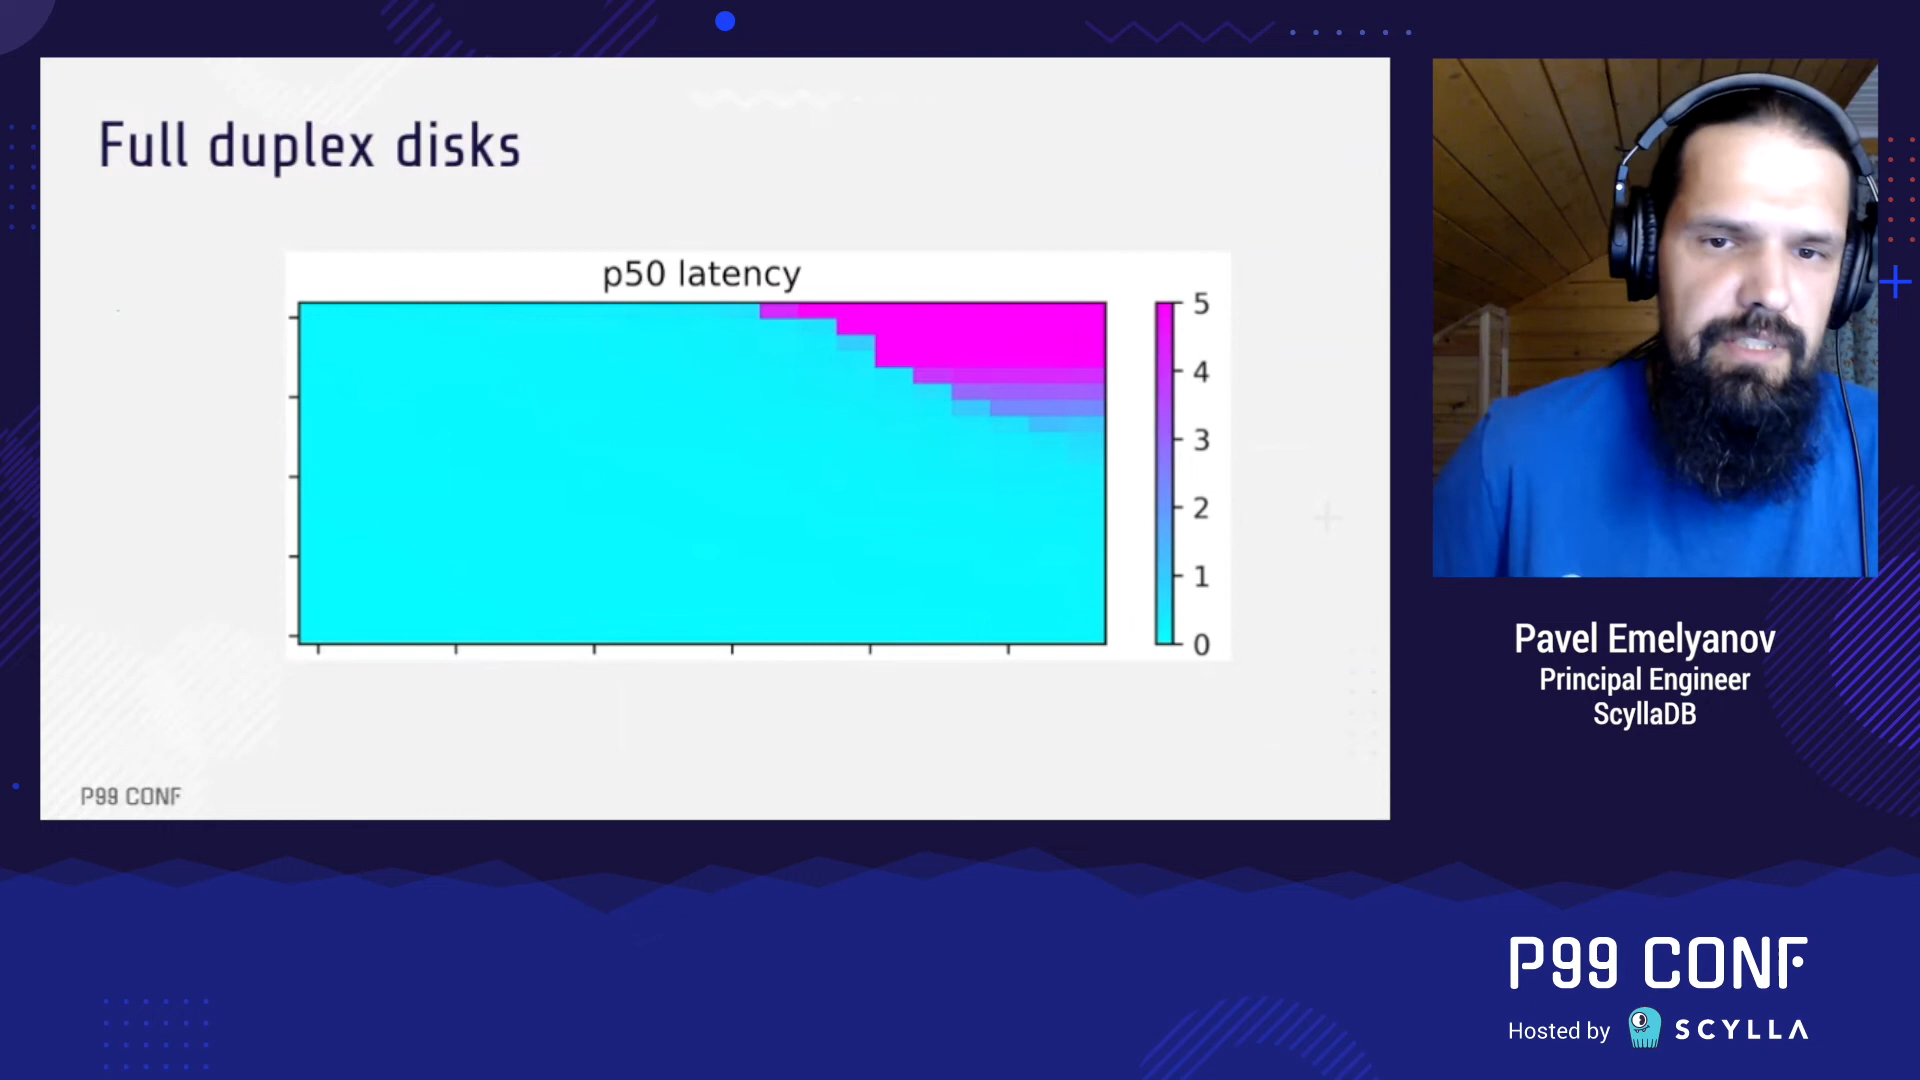 Full duplex disks
p50 latency
5
4
3
2
1
0
P99 CONF
Pavel Emelyanov
Principal Engineer
ScyllaDB
P99 CONF
Hosted by SCYLLA